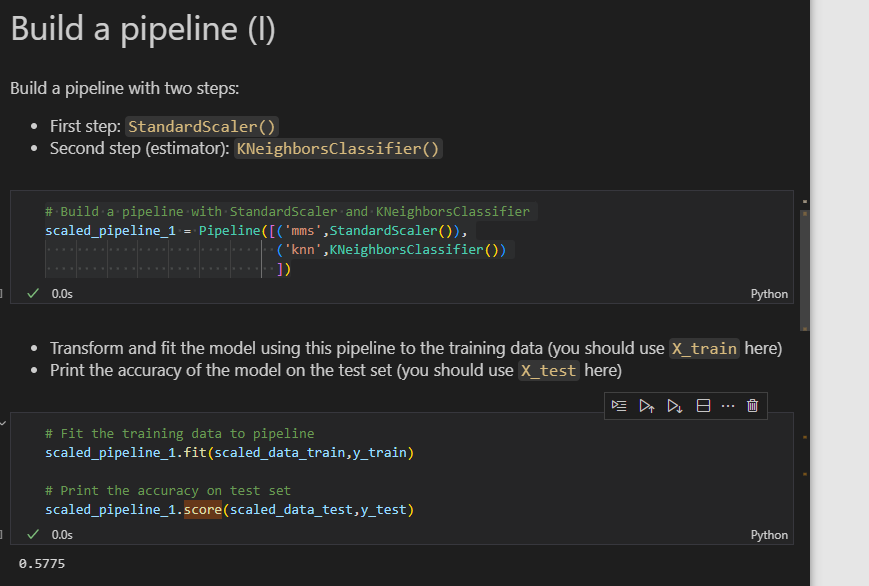 Build a pipeline (I)
Build a pipeline with two steps:
• First step: StandardScaler()
• Second step (estimator): KNeighborsClassifier()
# Build a pipeline with StandardScaler and KNeighborsClassifier
scaled_pipeline_1 = Pipeline([('mms',StandardScaler()),
('knn',KNeighborsClassifier())
])
0.0s
Python
• Transform and fit the model using this pipeline to the training data (you should use X_train here)
• Print the accuracy of the model on the test set (you should use X_test here)
# Fit the training data to pipeline
scaled_pipeline_1.fit(scaled_data_train,y_train)
# Print the accuracy on test set
scaled_pipeline_1.score(scaled_data_test,y_test)
0.0s
Python
0.5775